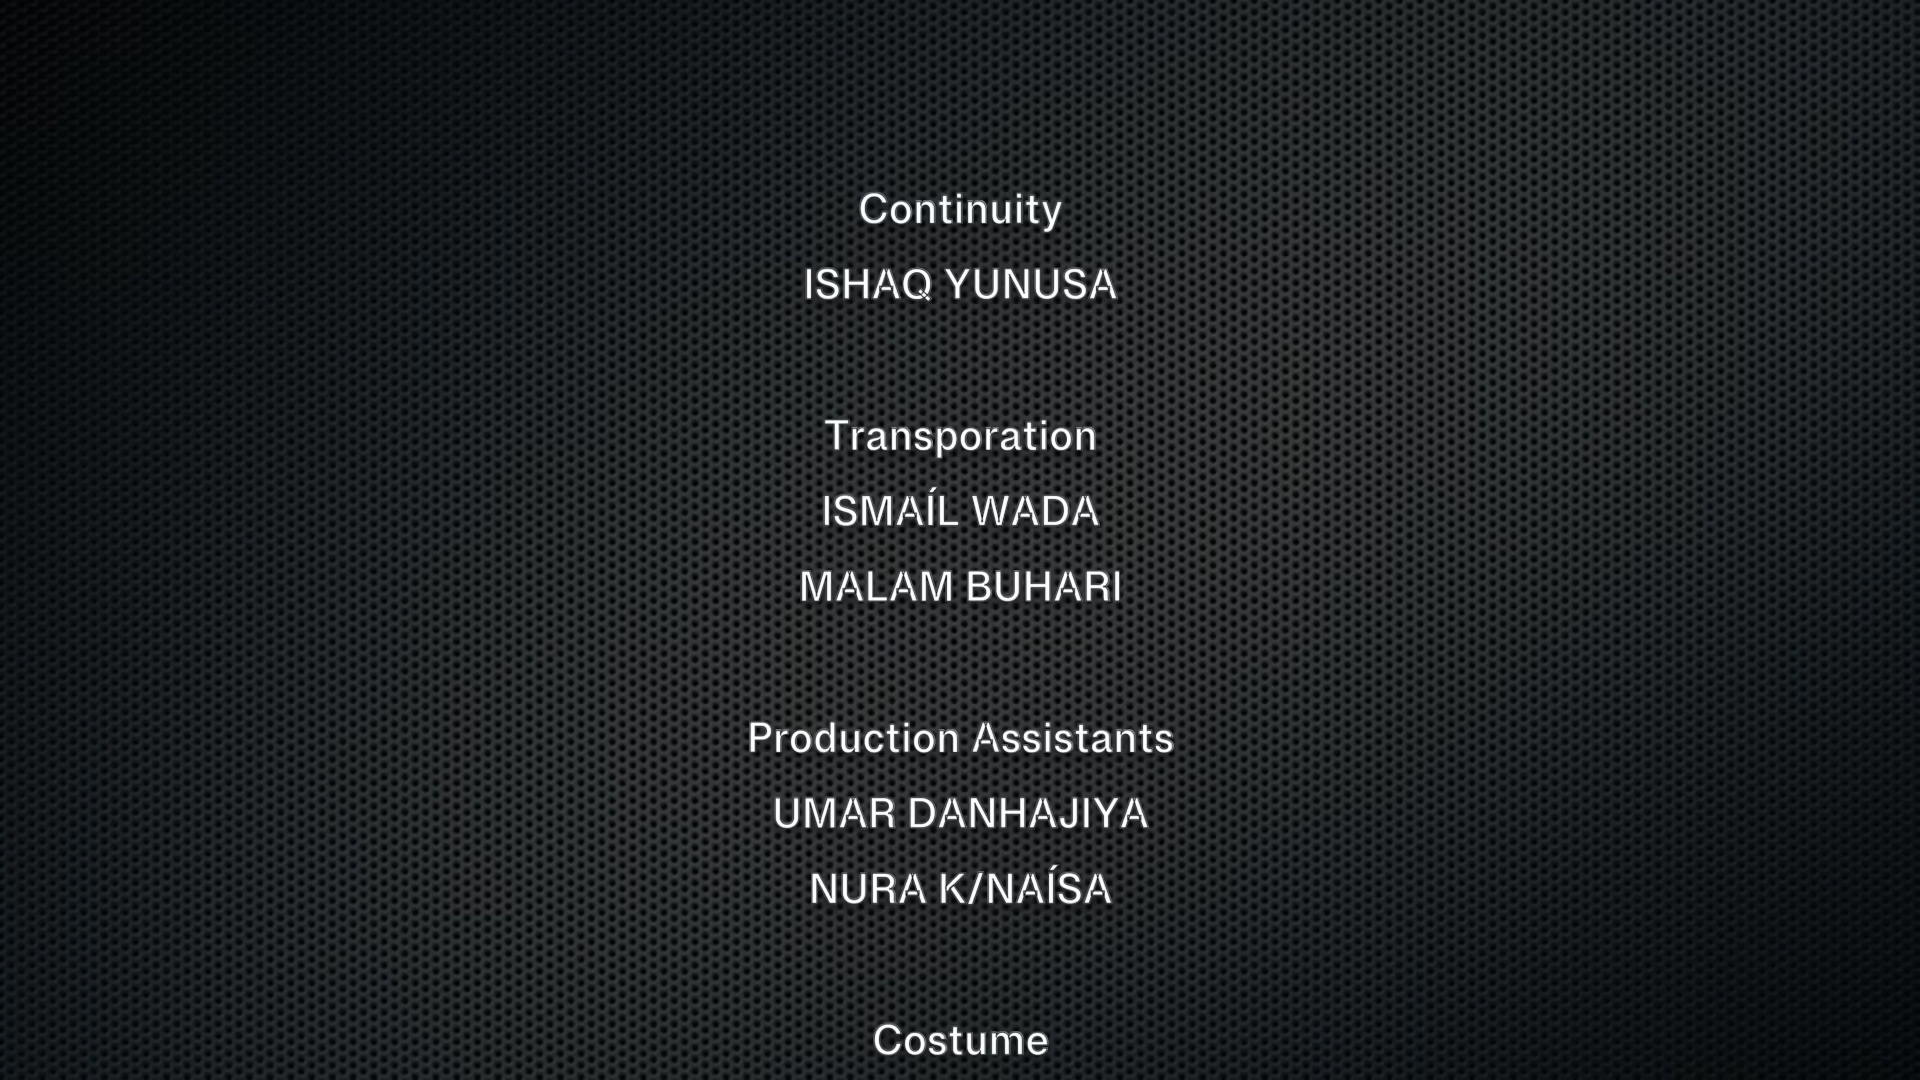 Continuity
ISHAQ YUNUSA
Transporation
ISMAÍL WADA
MALAM BUHARI
Production Assistants
UMAR DANHAJIYA
NURA K/NAÍSA
Costume